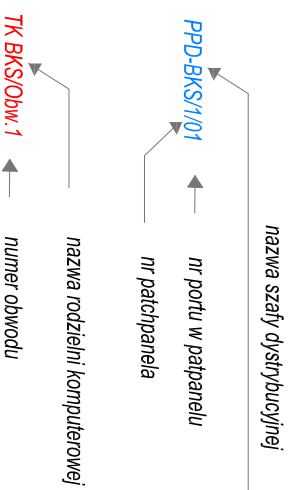 nazwa szafy dystrybucyjnej
PPD-BKS/1/01
nr portu w patpanelu
nr patchpanela
nazwa rodzielni komputerowej
TK BKS/Obw.1
numer obwodu